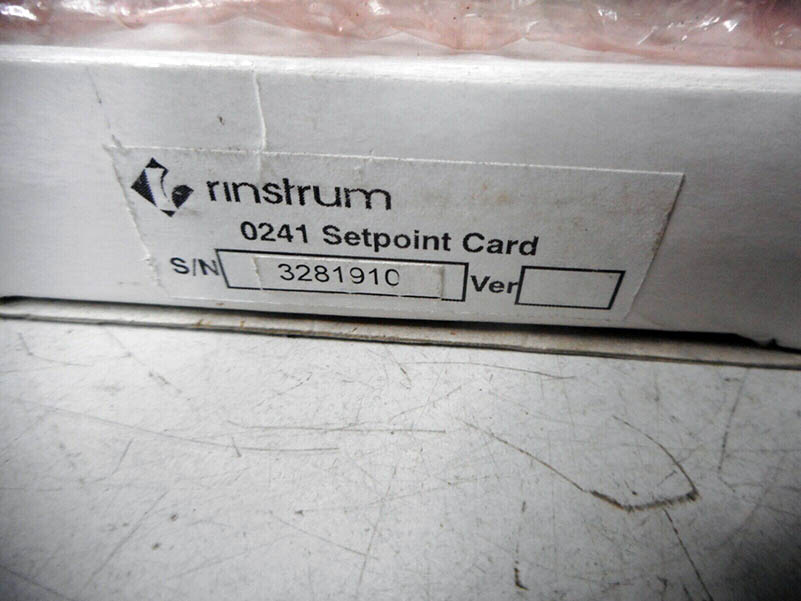 rinstrum
0241 Setpoint Card
S/N 3281910 Ver